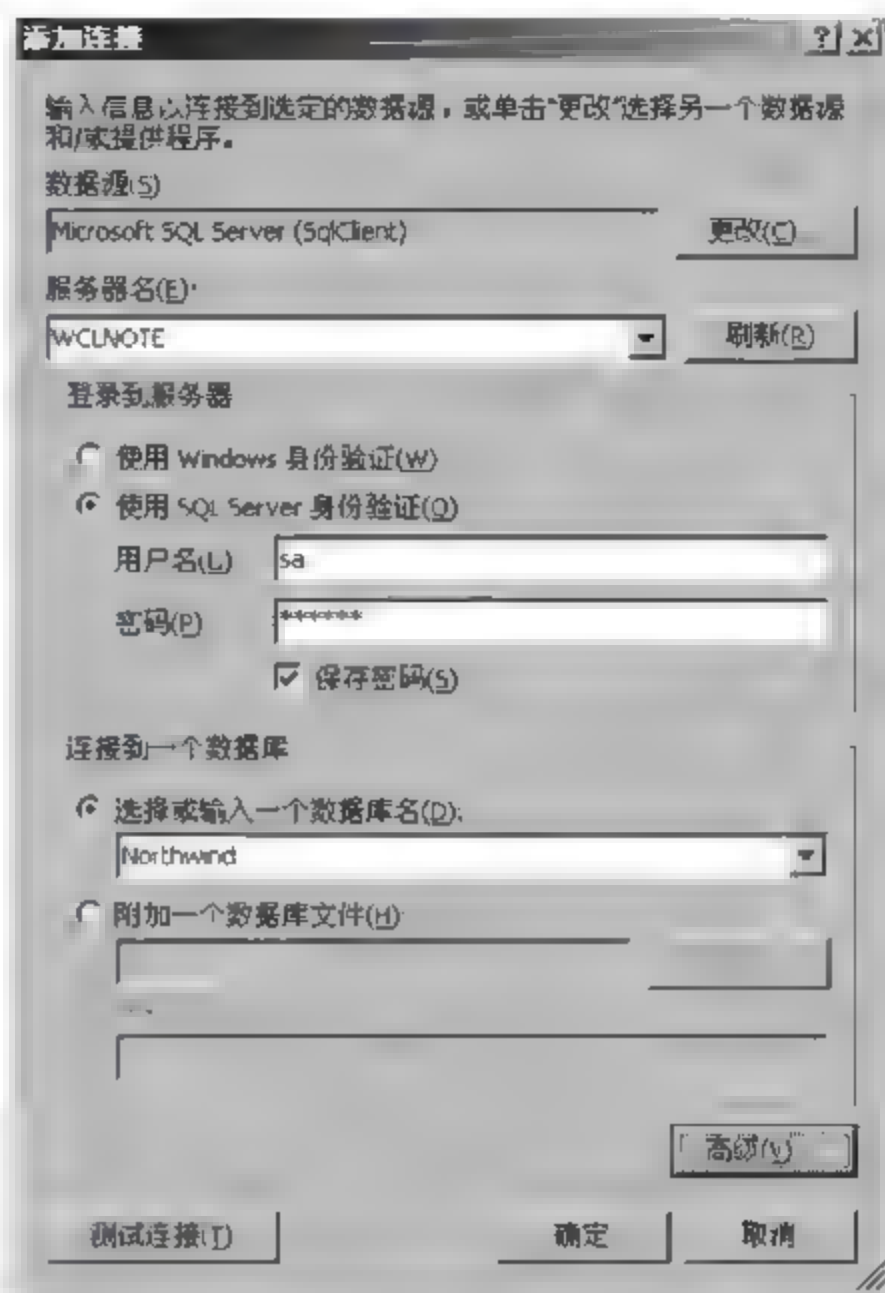 添加连接
输入信息以连接到选定的数据源，或单击“更改”选择另一个数据源
和/或提供程序。
数据源(S)
Microsoft SQL Server (SqlClient)
更改(C)
服务器名(E):
WCLNOTE
刷新(R)
登录到服务器
使用 Windows 身份验证(W)
使用 SQL Server 身份验证(Q)
用户名(U)
sa
密码(P)
******
保存密码(S)
连接到一个数据库
选择或输入一个数据库名(D):
Northwind
附加一个数据库文件(H)
高级(V)
测试连接(T)
确定
取消